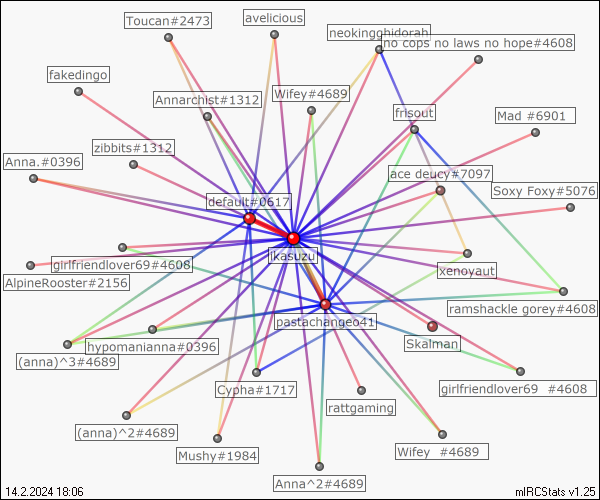 Toucan#2473
avelicious
neokingghidorah
no cops no laws no hope#4608
fakedingo
Annarchist#1312
Wifey#4689
frisout
Mad #6901
zibbits#1312
Anna.#0396
ace deucy#7097
Soxy Foxy#5076
default#0617
ikasuzu
girlfriendlover69#4608
xenoyaut
AlpineRooster#2156
ramshackle gorey#4608
pastachangeo41
hypomanianna#0396
Skalman
(anna)^3#4689
Cypha#1717
girlfriendlover69 #4608
rattgaming
(anna)^2#4689
Mushy#1984
Wifey #4689
Anna^2#4689
14.2.2024 18:06
mIRCStats v1.25